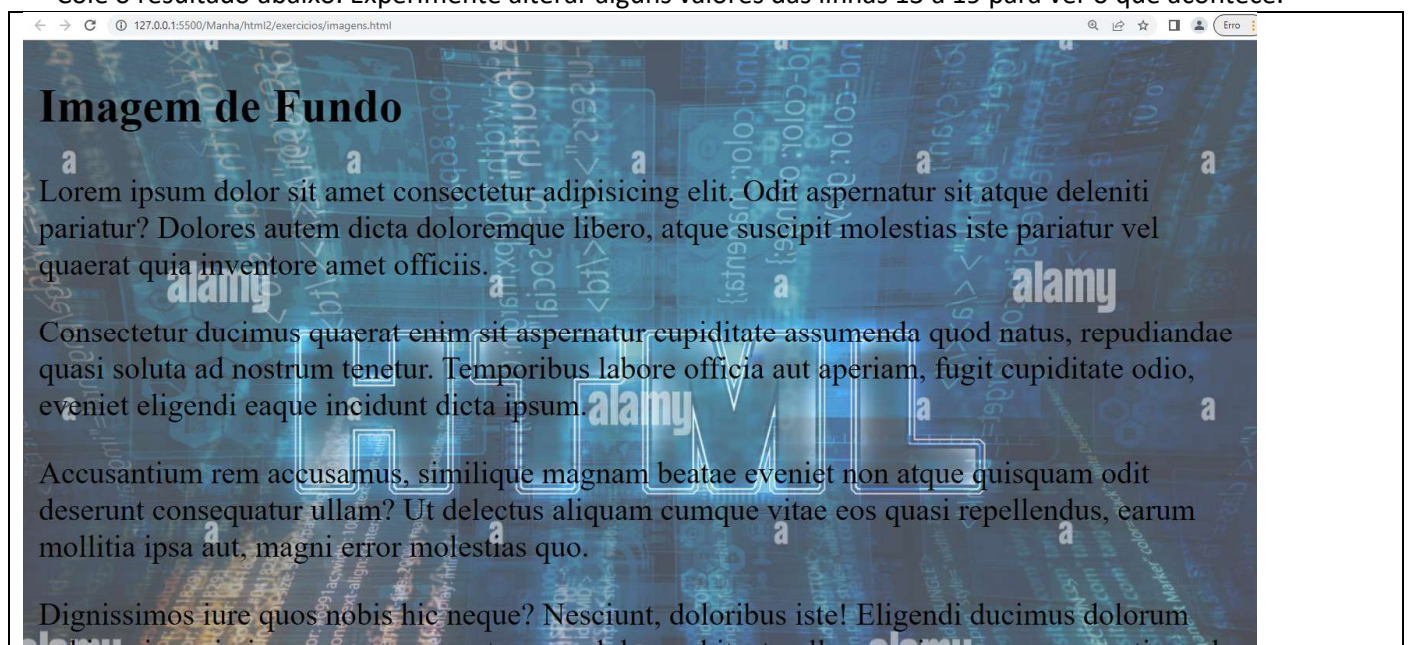 Cole o resultado abaixo. Experimente alterar alguns valores das linhas 13 a 19 para ver o que acontece.
127.0.0.1:5500/Manha/html2/exercicios/imagens.html
Erro
Imagem de Fundo
a a a a a
Lorem ipsum dolor sit amet consectetur adipisicing elit. Odit aspernatur sit atque deleniti
pariatur? Dolores autem dicta doloremque libero, atque suscipit molestias iste pariatur vel
quaerat quia inventore amet officiis.
alamy a a alamy
Consectetur ducimus quaerat enim sit aspernatur cupiditate assumenda quod natus, repudiandae
quasi soluta ad nostrum tenetur. Temporibus labore officia aut aperiam, fugit cupiditate odio,
eveniet eligendi eaque incidunt dicta ipsum.
a a alamy a a
HTML
Accusantium rem accusamus, similique magnam beatae eveniet non atque quisquam odit
deserunt consequatur ullam? Ut delectus aliquam cumque vitae eos quasi repellendus, earum
mollitia ipsa aut, magni error molestias quo.
a a a a
Dignissimos iure quos nobis hic neque? Nesciunt, doloribus iste! Eligendi ducimus dolorum